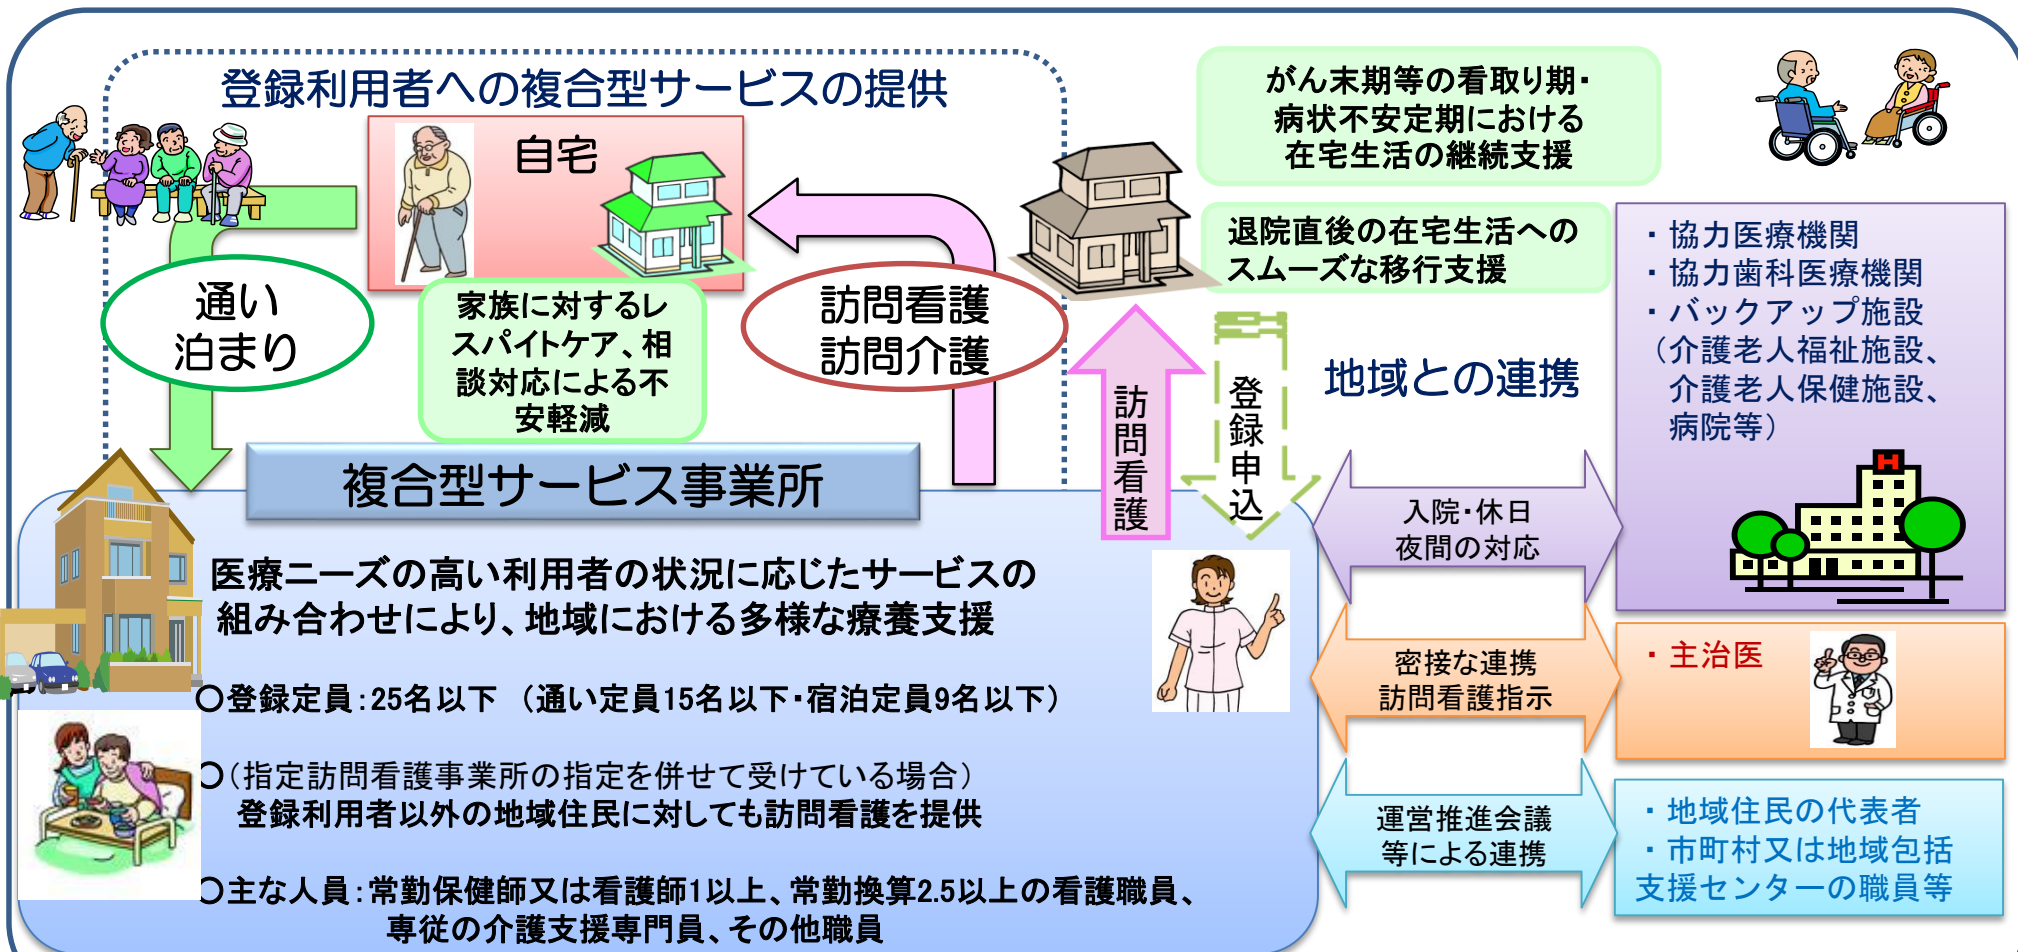 登録利用者への複合型サービスの提供
自宅
通い
泊まり
家族に対するレ
スパイトケア、相
談対応による不
安軽減
訪問看護
訪問介護
がん末期等の看取り期・
病状不安定期における
在宅生活の継続支援
退院直後の在宅生活への
スムーズな移行支援
訪問看護
登録申込
地域との連携
・協力医療機関
・協力歯科医療機関
・バックアップ施設
（介護老人福祉施設、
介護老人保健施設、
病院等）
H
入院・休日
夜間の対応
密接な連携
訪問看護指示
・主治医
運営推進会議
等による連携
・地域住民の代表者
・市町村又は地域包括
支援センターの職員等
複合型サービス事業所
医療ニーズの高い利用者の状況に応じたサービスの
組み合わせにより、地域における多様な療養支援
○登録定員：25名以下　（通い定員15名以下・宿泊定員9名以下）
○（指定訪問看護事業所の指定を併せて受けている場合）
登録利用者以外の地域住民に対しても訪問看護を提供
○主な人員：常勤保健師又は看護師1以上、常勤換算2.5以上の看護職員、
専従の介護支援専門員、その他職員